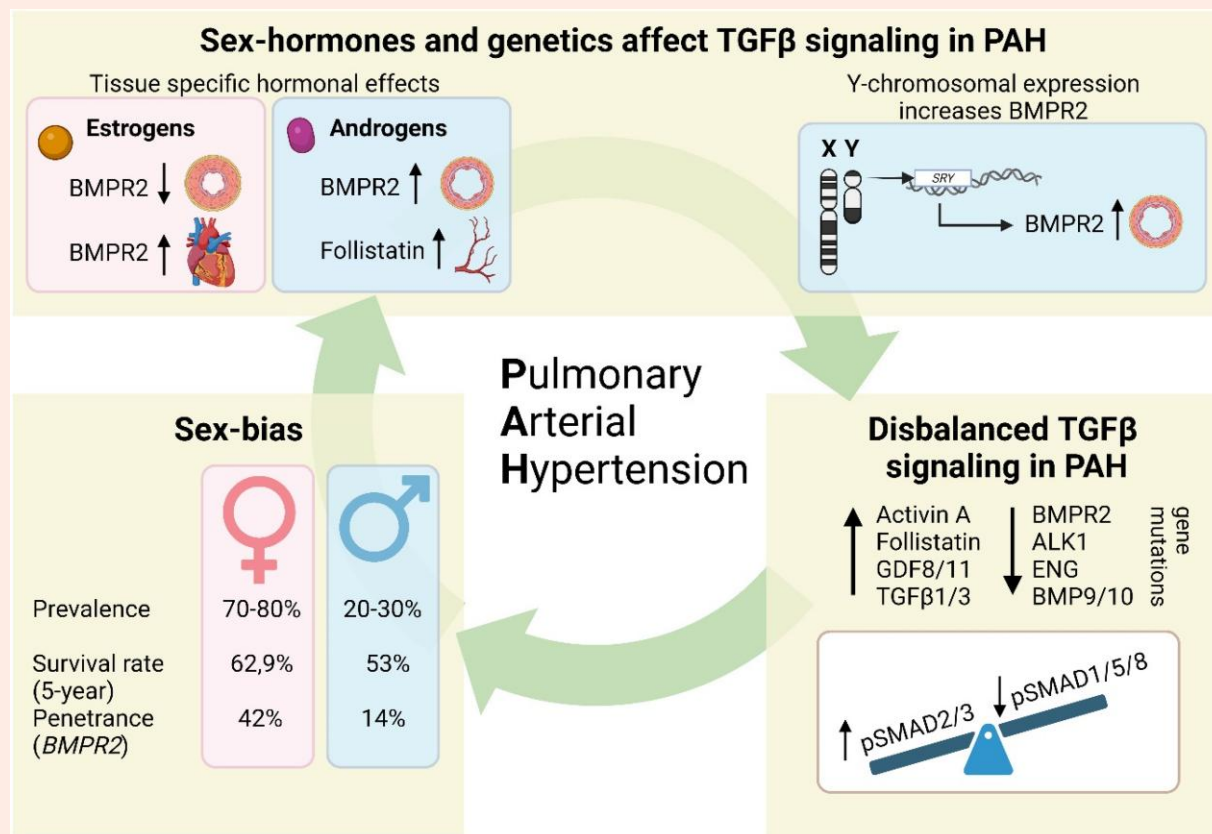 Sex-hormones and genetics affect TGFβ signaling in PAH
Tissue specific hormonal effects
Estrogens
BMPR2
BMPR2
Androgens
BMPR2
Follistatin
Y-chromosomal expression
increases BMPR2
X Y
SRY
BMPR2
Pulmonary
Arterial
Hypertension
Sex-bias
Prevalence 70-80% 20-30%
Survival rate 62,9% 53%
(5-year)
Penetrance 42% 14%
(BMPR2)
Disbalanced TGFβ
signaling in PAH
Activin A
Follistatin
GDF8/11
TGFβ1/3
BMPR2
ALK1
ENG
BMP9/10
gene
mutations
pSMAD2/3
pSMAD1/5/8